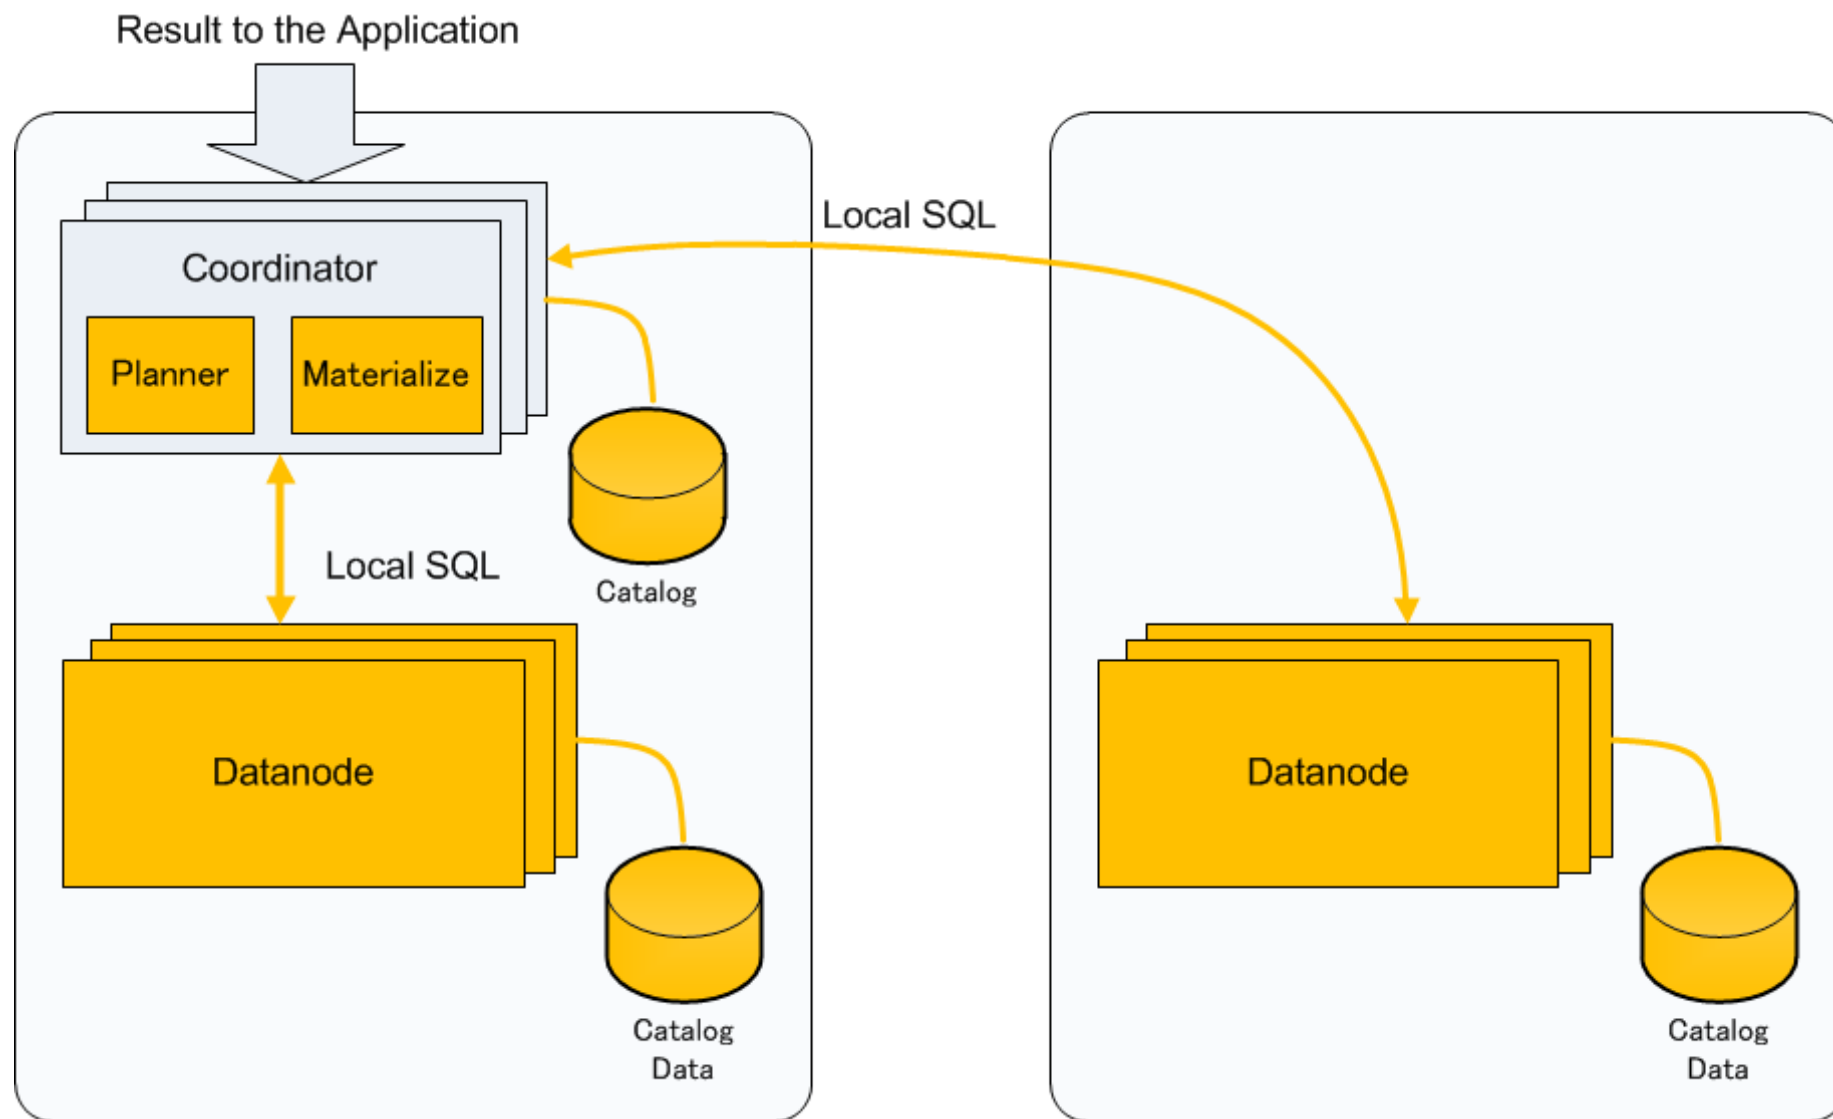 Result to the Application
Local SQL
Coordinator
Planner
Materialize
Local SQL
Catalog
Datanode
Datanode
Catalog
Data
Catalog
Data